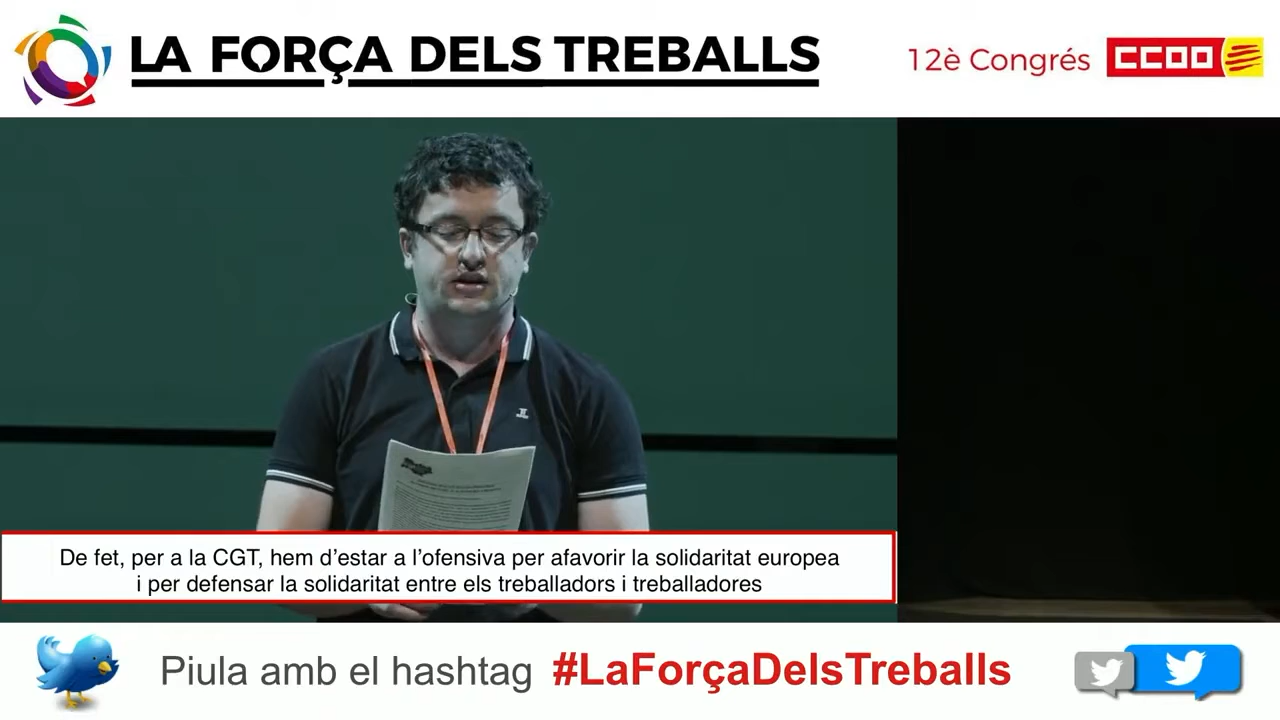 LA FORÇA DELS TREBALLS
12è Congrés
CCOO
De fet, per a la CGT, hem d’estar a l’ofensiva per afavorir la solidaritat europea
i per defensar la solidaritat entre els treballadors i treballadores
Piula amb el hashtag #LaForçaDelsTreballs